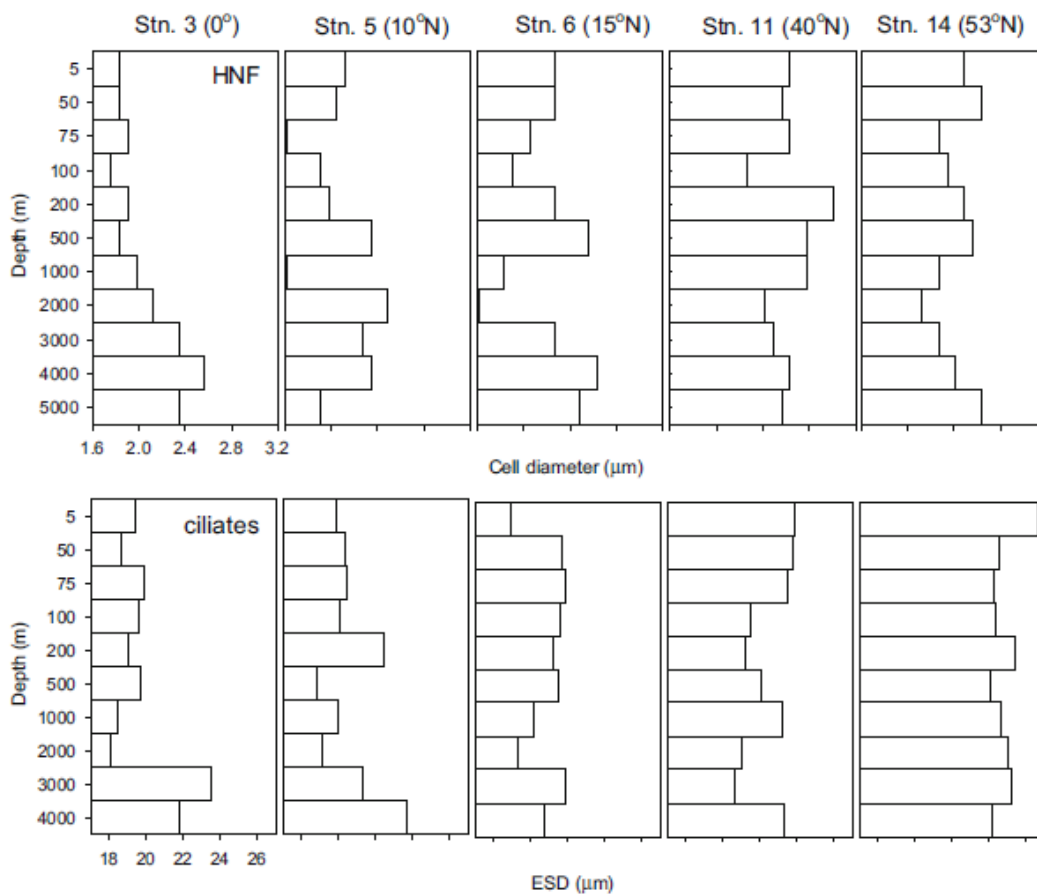 Stn. 3 (0°) Stn. 5 (10°N) Stn. 6 (15°N) Stn. 11 (40°N) Stn. 14 (53°N)
HNF
Depth (m)
5
50
75
100
200
500
1000
2000
3000
4000
5000
1.6 2.0 2.4 2.8 3.2
Cell diameter (μm)
ciliates
Depth (m)
5
50
75
100
200
500
1000
2000
3000
4000
18 20 22 24 26
ESD (μm)